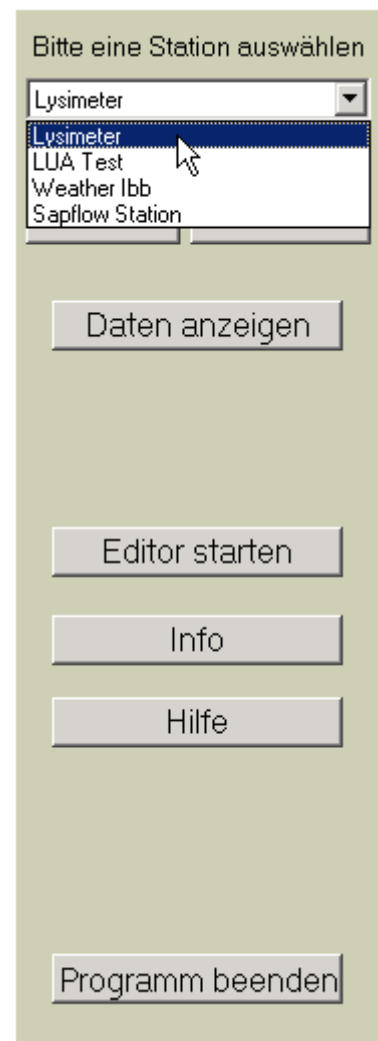 Bitte eine Station auswählen
Lysimeter
Lysimeter
LUA Test
Weather Ibb
Sapflow Station
Daten anzeigen
Editor starten
Info
Hilfe
Programm beenden